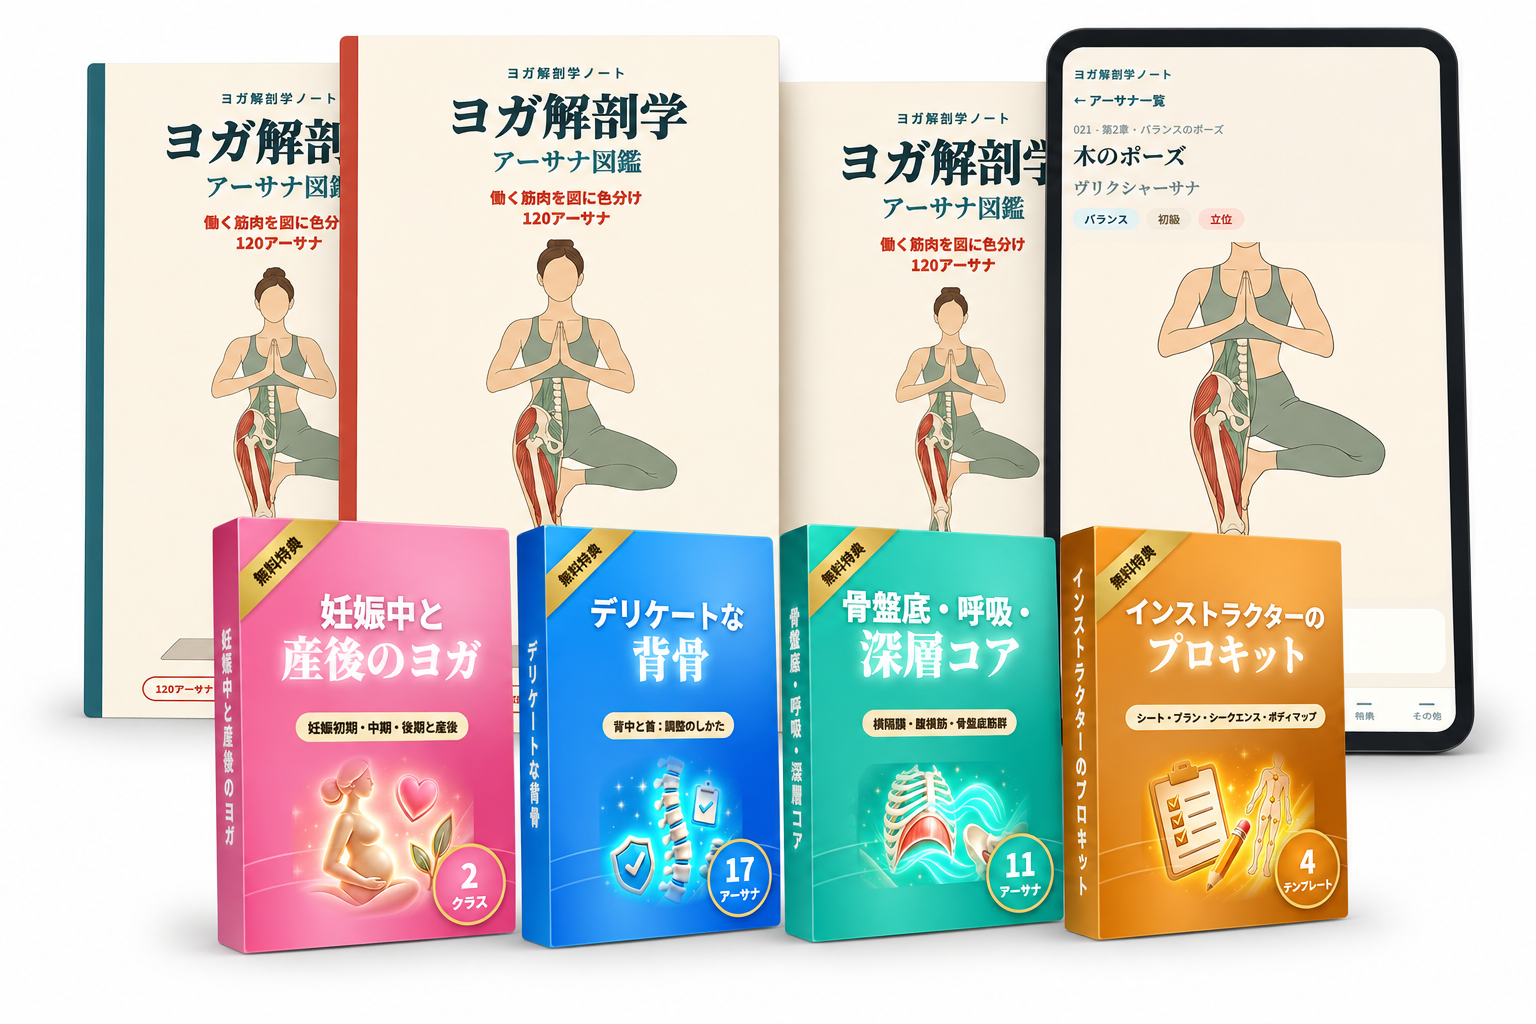 ヨガ解剖学ノート
ヨガ解剖
アーサナ図鑑
働く筋肉を図に色分
120アーサナ
120アーサナ
ヨガ解剖学ノート
ヨガ解剖学
アーサナ図鑑
働く筋肉を図に色分け
120アーサナ
ヨガ解剖学ノート
ヨガ解剖学
アーサナ図鑑
働く筋肉を図に色分け
120アーサナ
ヨガ解剖学ノート
← アーサナ一覧
021 - 第2章・バランスのポーズ
木のポーズ
ヴリクシャーサナ
バランス 初級 立位
その他
無料特典
妊娠中と
産後のヨガ
妊娠初期・中期・後期と産後
2
クラス
妊娠中と産後のヨガ
無料特典
デリケートな
背骨
背中と首：調整のしかた
17
アーサナ
デリケートな背骨
無料特典
骨盤底・呼吸・
深層コア
横隔膜・腹横筋・骨盤底筋群
11
アーサナ
骨盤底・呼吸・深層コア
無料特典
インストラクターの
プロキット
シート・プラン・シークエンス・ボディマップ
4
テンプレート
インストラクターのプロキット